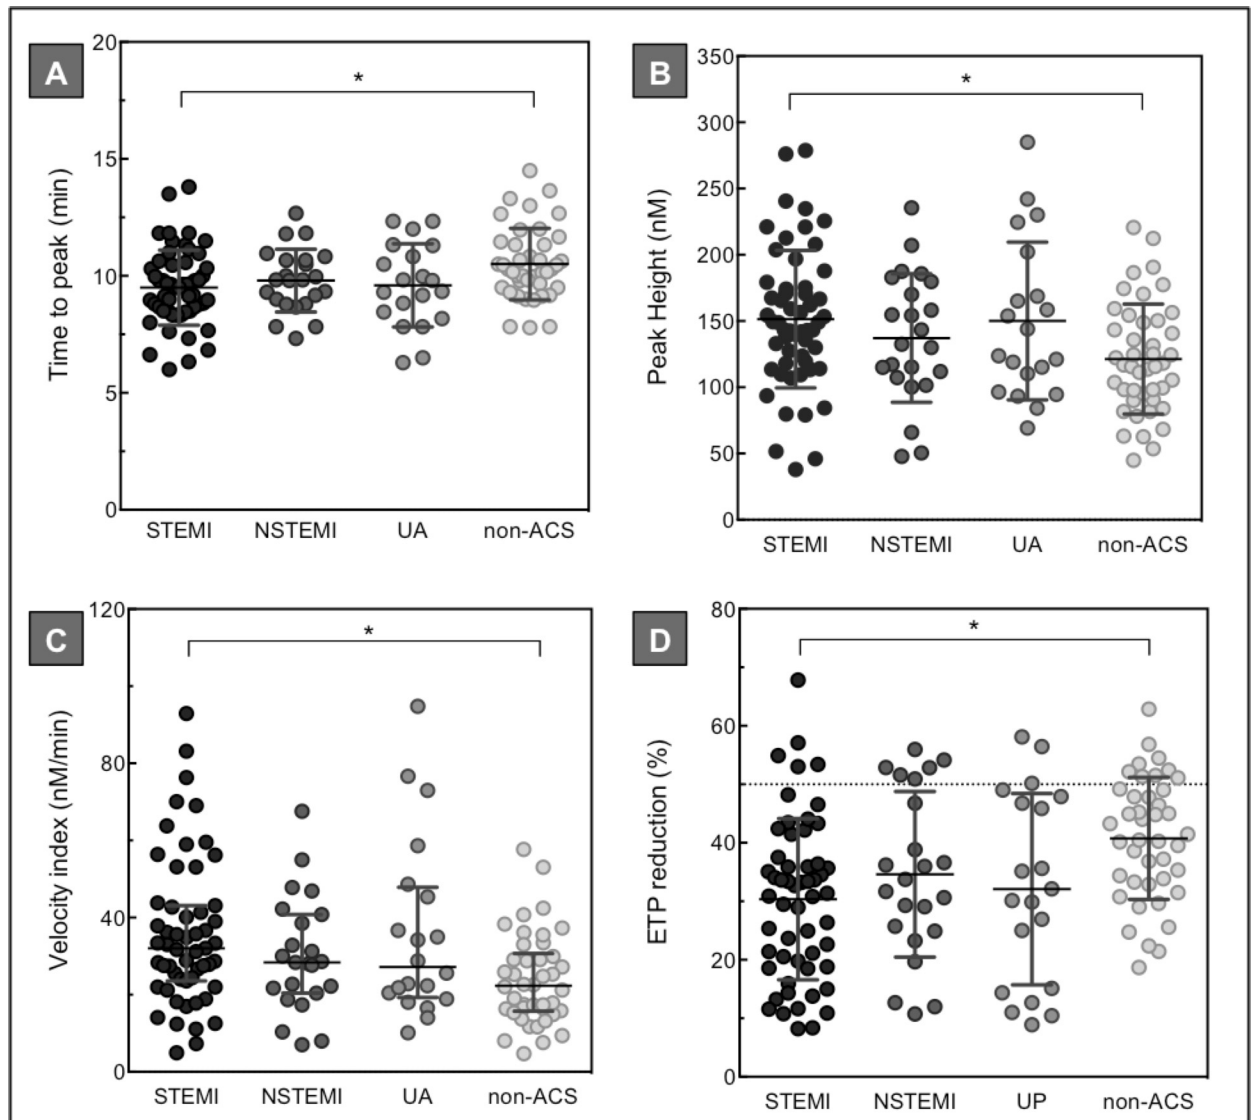 A
Time to peak (min)
20
15
10
5
0
*
STEMI NSTEMI UA non-ACS
B
Peak Height (nM)
350
300
250
200
150
100
50
0
*
STEMI NSTEMI UA non-ACS
C
Velocity index (nM/min)
120
80
40
0
*
STEMI NSTEMI UA non-ACS
D
ETP reduction (%)
80
60
40
20
0
*
STEMI NSTEMI UP non-ACS